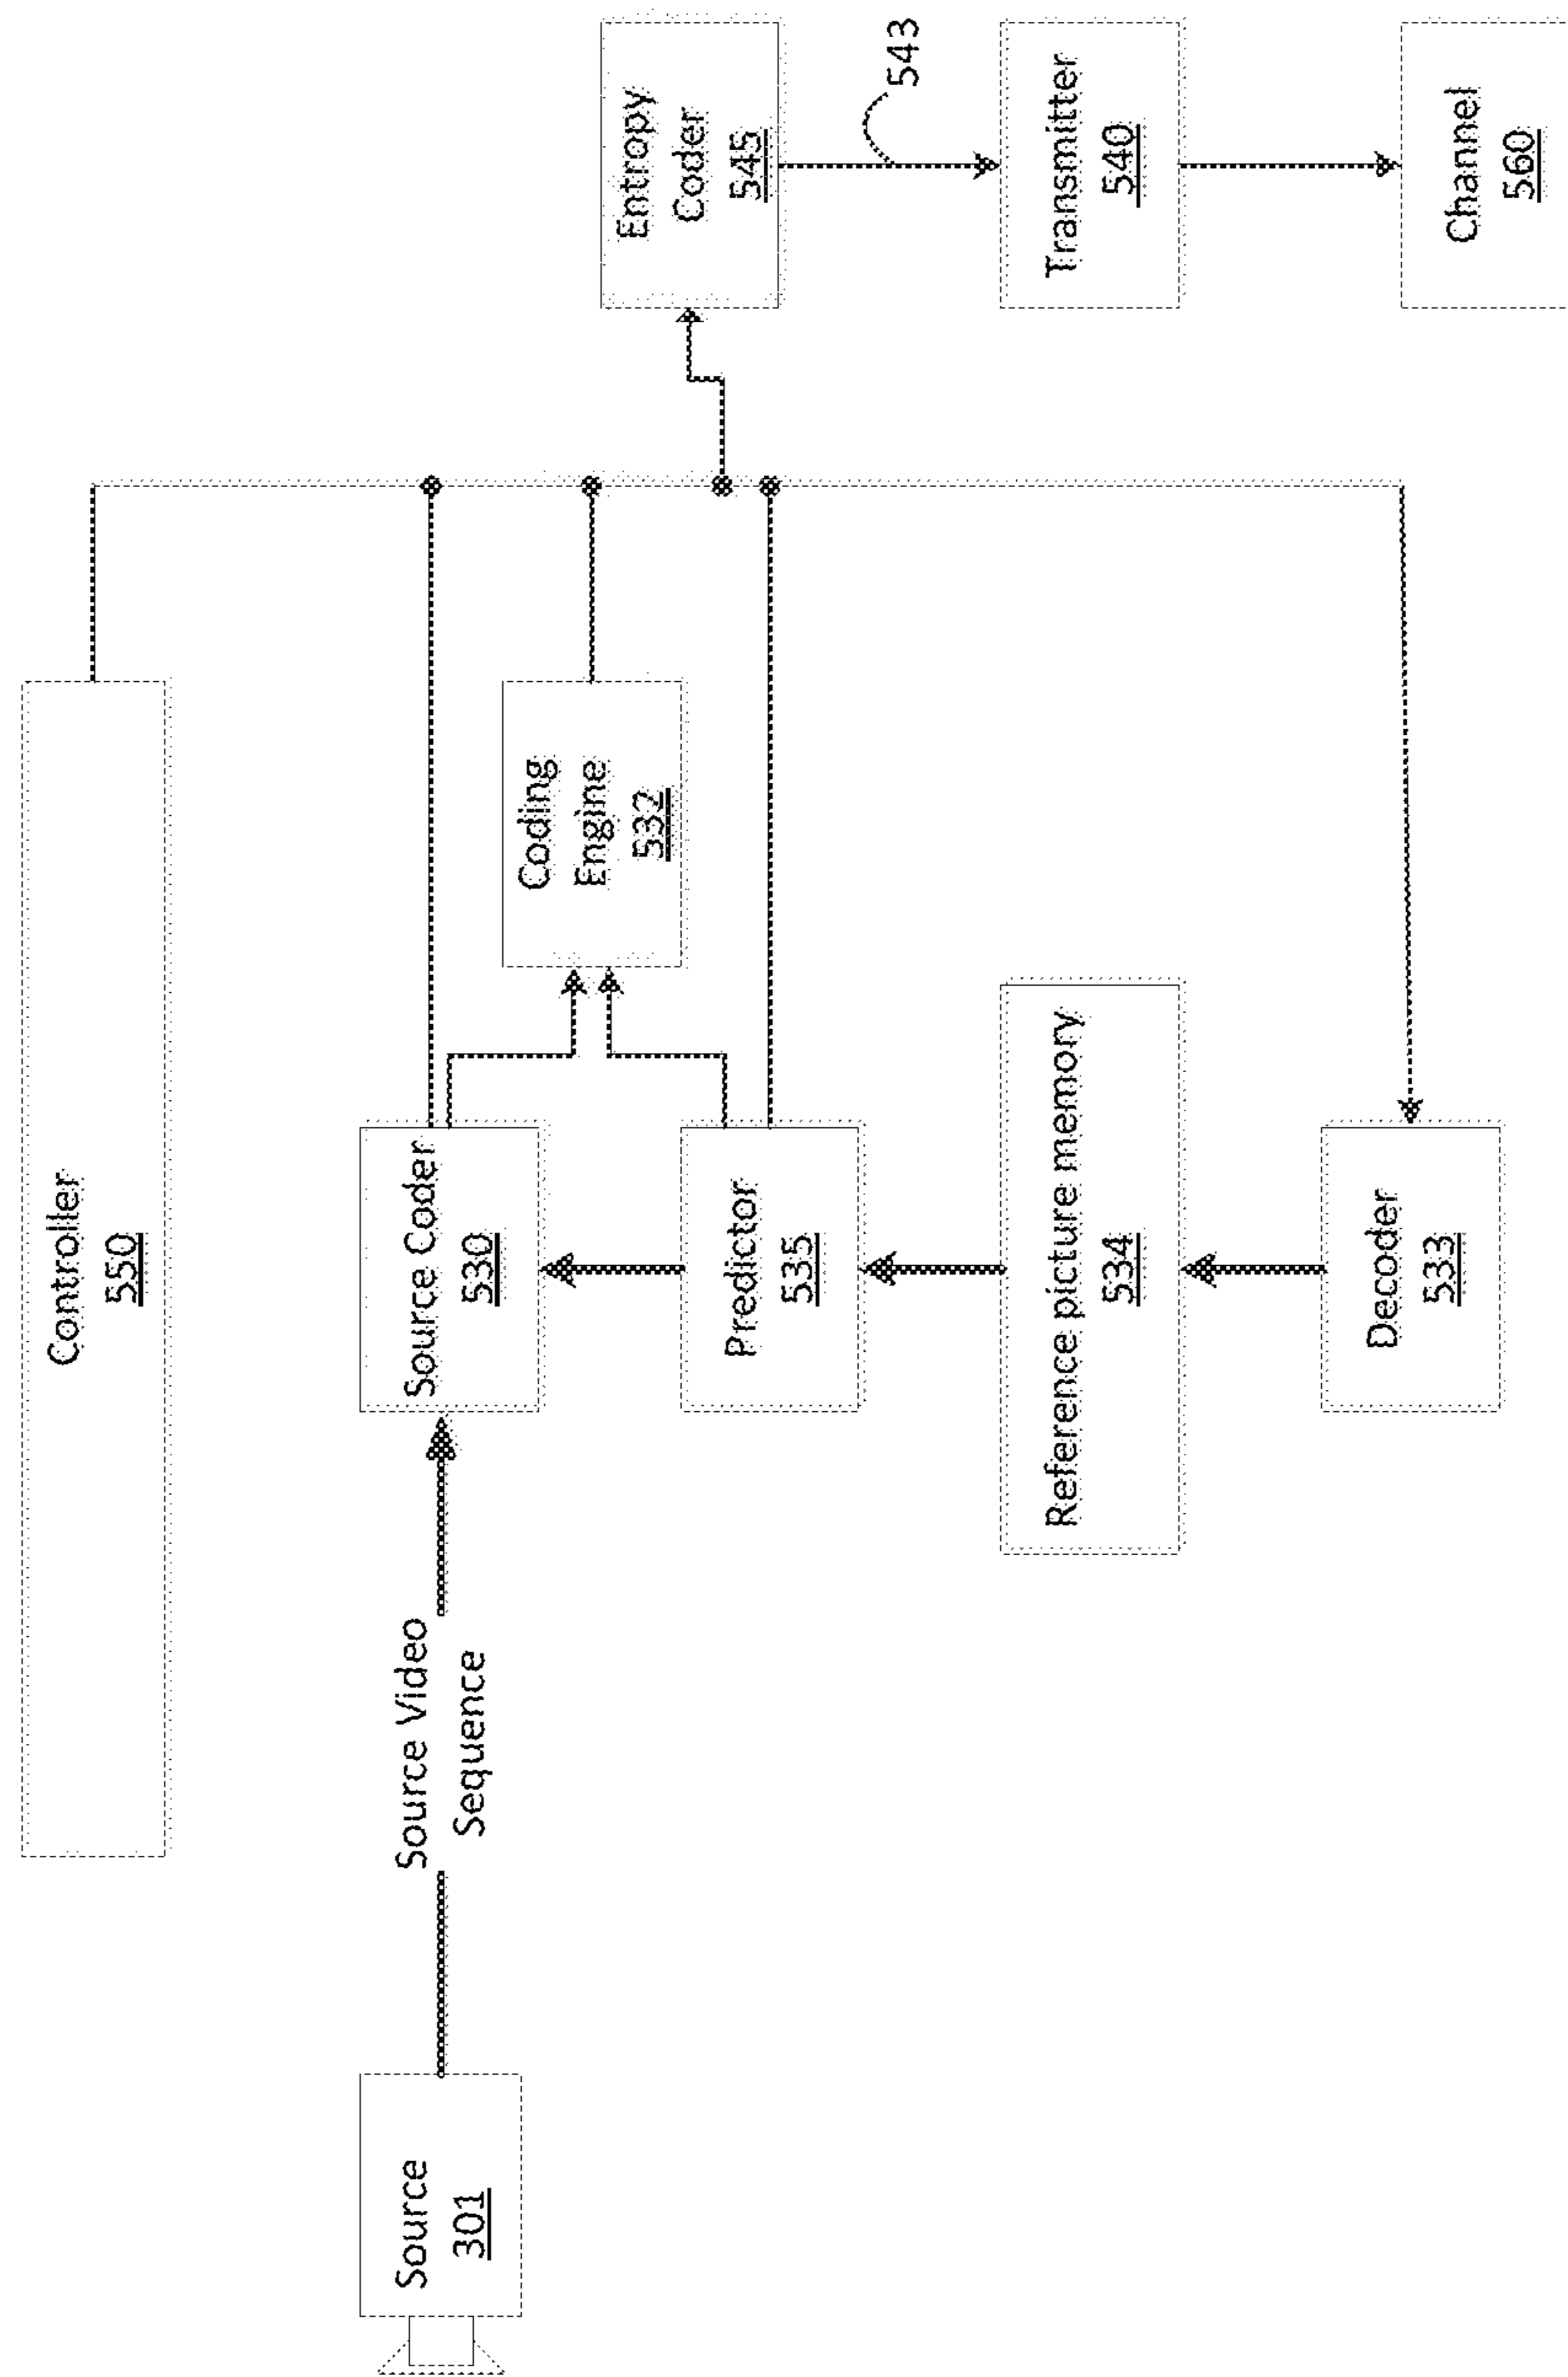 Controller
550
Source
301
Source Video
Sequence
Source Coder
530
Coding
Engine
532
Entropy
Coder
545
543
Predictor
535
Reference picture memory
534
Transmitter
540
Decoder
533
Channel
560